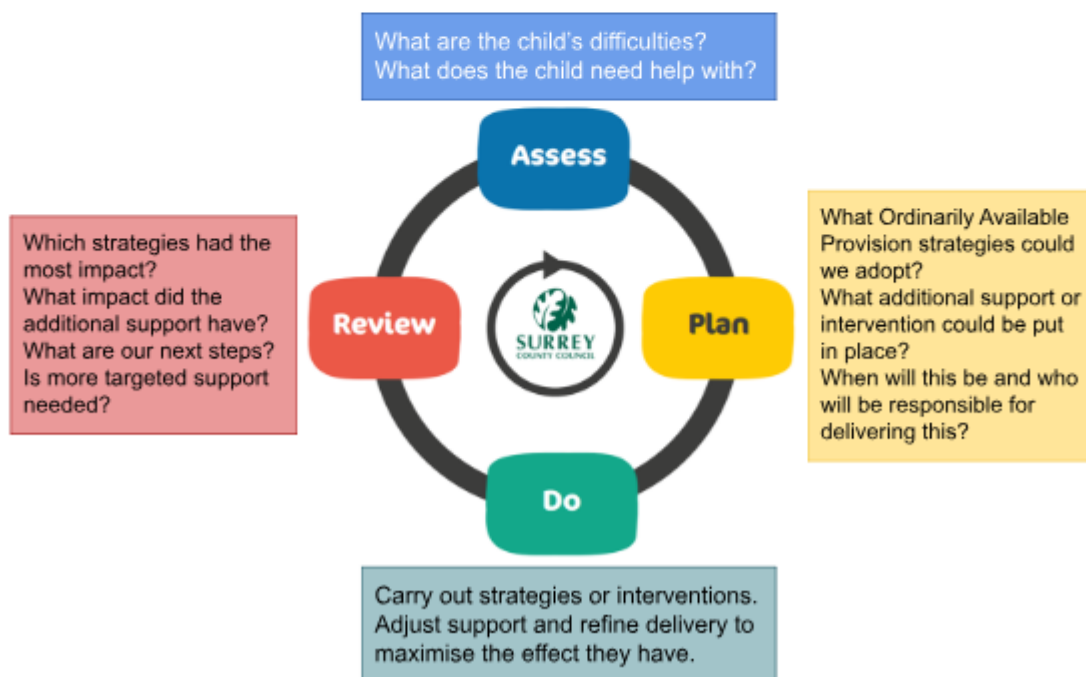 What are the child's difficulties?
What does the child need help with?
Assess
What Ordinarily Available
Provision strategies could
we adopt?
What additional support or
intervention could be put
in place?
When will this be and who
will be responsible for
delivering this?
Plan
Do
Carry out strategies or interventions.
Adjust support and refine delivery to
maximise the effect they have.
Which strategies had the
most impact?
What impact did the
additional support have?
What are our next steps?
Is more targeted support
needed?
Review
SURREY
COUNTY COUNCIL